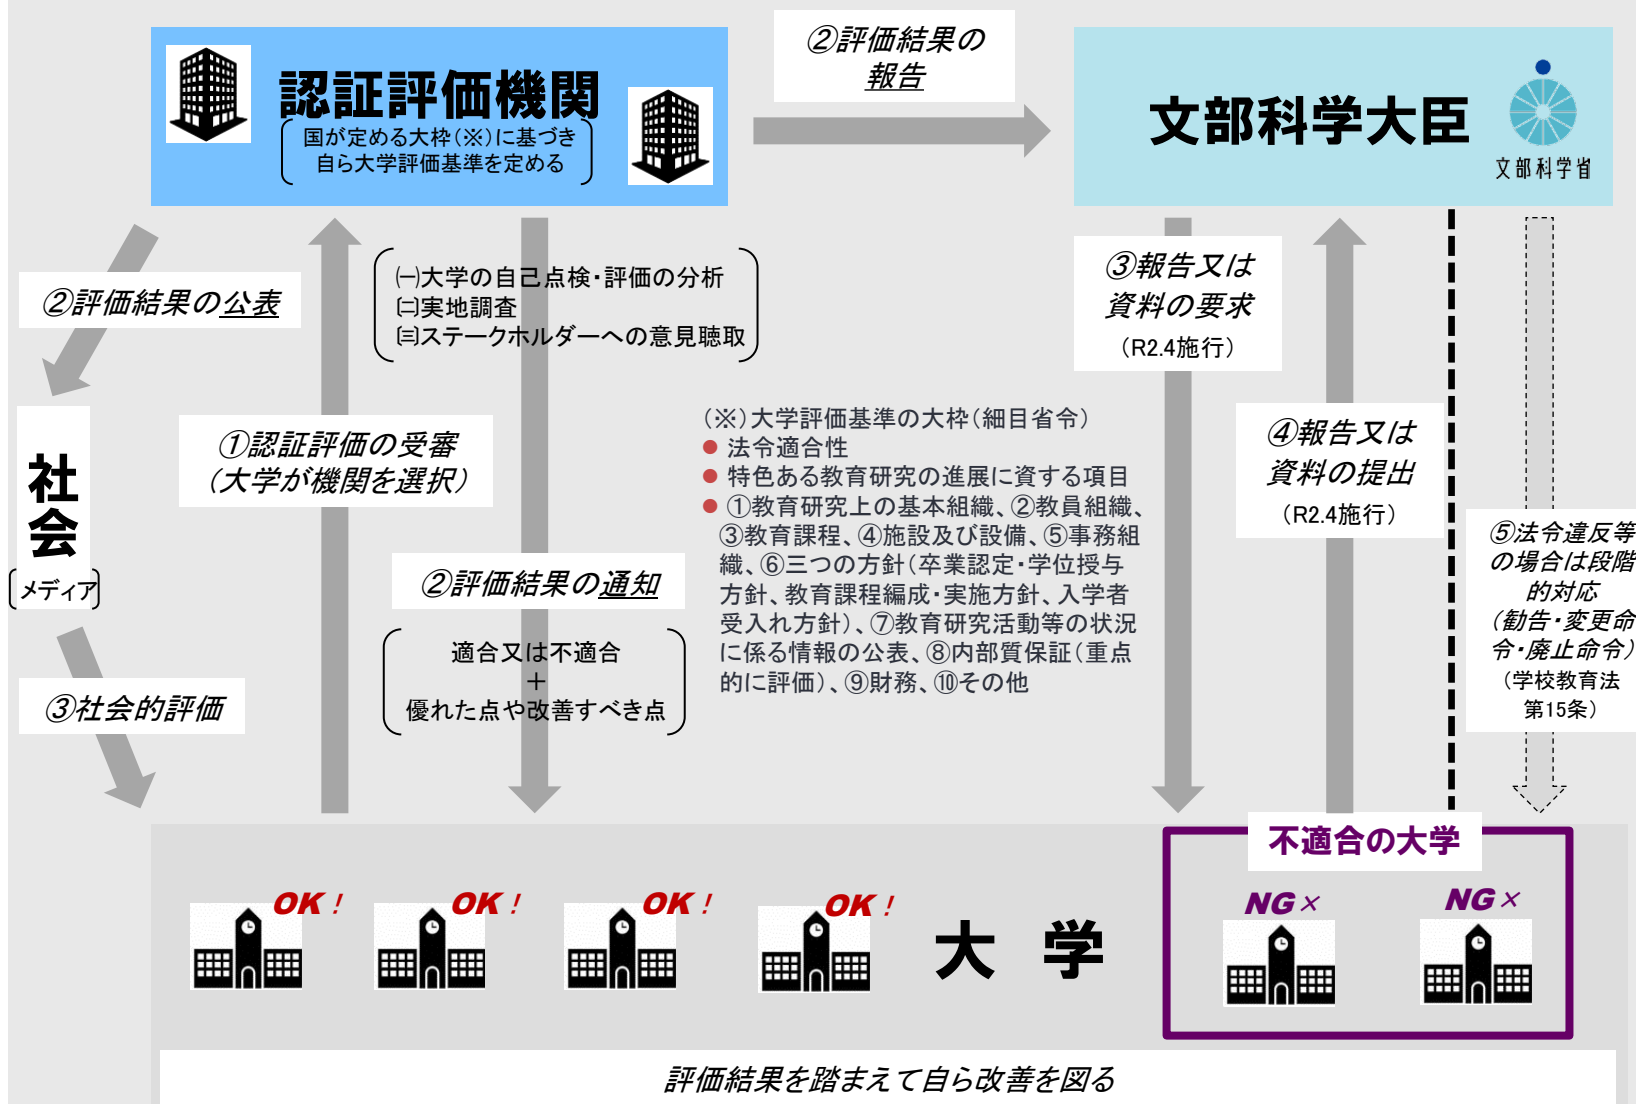 認証評価機関
国が定める大枠(※)に基づき
自ら大学評価基準を定める
②評価結果の
報告
文部科学大臣
文部科学省
②評価結果の公表
㈠大学の自己点検・評価の分析
㈡実地調査
㈢ステークホルダーへの意見聴取
③報告又は
資料の要求
(R2.4施行)
社会
メディア
①認証評価の受審
(大学が機関を選択)
(※)大学評価基準の大枠(細目省令)
● 法令適合性
● 特色ある教育研究の進展に資する項目
● ①教育研究上の基本組織、②教員組織、
③教育課程、④施設及び設備、⑤事務組
織、⑥三つの方針(卒業認定・学位授与
方針、教育課程編成・実施方針、入学者
受入れ方針)、⑦教育研究活動等の状況
に係る情報の公表、⑧内部質保証(重点
的に評価)、⑨財務、⑩その他
④報告又は
資料の提出
(R2.4施行)
⑤法令違反等
の場合は段階
的対応
(勧告・変更命
令・廃止命令)
(学校教育法
第15条)
②評価結果の通知
適合又は不適合
+
優れた点や改善すべき点
③社会的評価
不適合の大学
OK!
OK!
OK!
OK!
大 学
NG×
NG×
評価結果を踏まえて自ら改善を図る